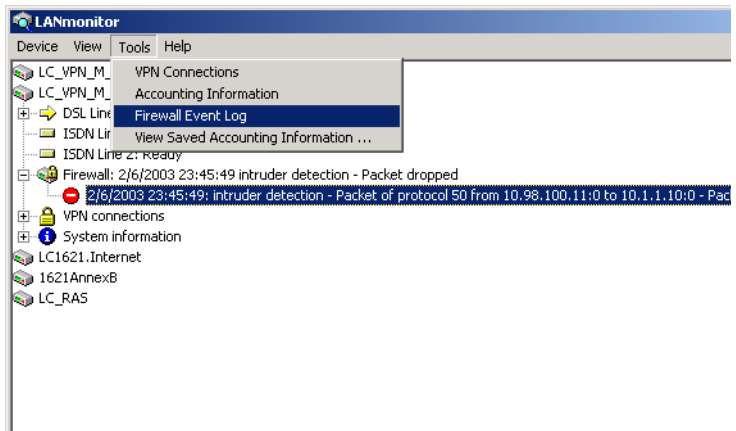 LANmonitor
Device View Tools Help
VPN Connections
Accounting Information
Firewall Event Log
View Saved Accounting Information ...
LC_VPN_M_
LC_VPN_M_
DSL Line
ISDN Lin
ISDN Line 2: Ready
Firewall: 2/6/2003 23:45:49 intruder detection - Packet dropped
2/6/2003 23:45:49: intruder detection - Packet of protocol 50 from 10.98.100.11:0 to 10.1.1.10:0 - Pac
VPN connections
System information
LC1621.Internet
1621AnnexB
LC_RAS